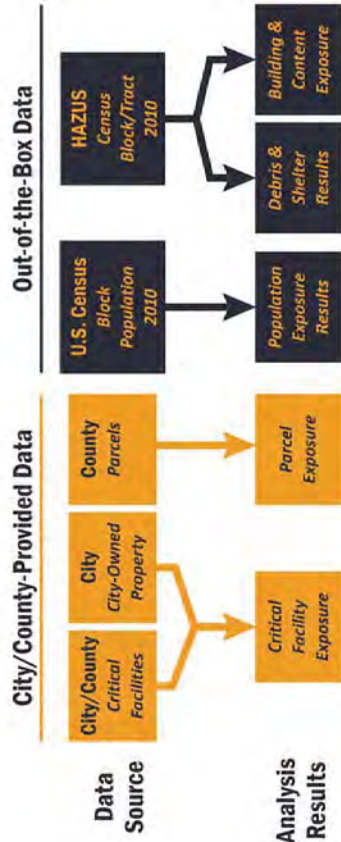 City/County-Provided Data
Out-of-the-Box Data
Data
Source
City/County
Critical
Facilities
City
City-Owned
Property
County
Parcels
U.S. Census
Block
Population
2010
HAZUS
Census
Block/Tract
2010
Analysis
Results
Critical
Facility
Exposure
Parcel
Exposure
Population
Exposure
Results
Debris &
Shelter
Results
Building &
Content
Exposure